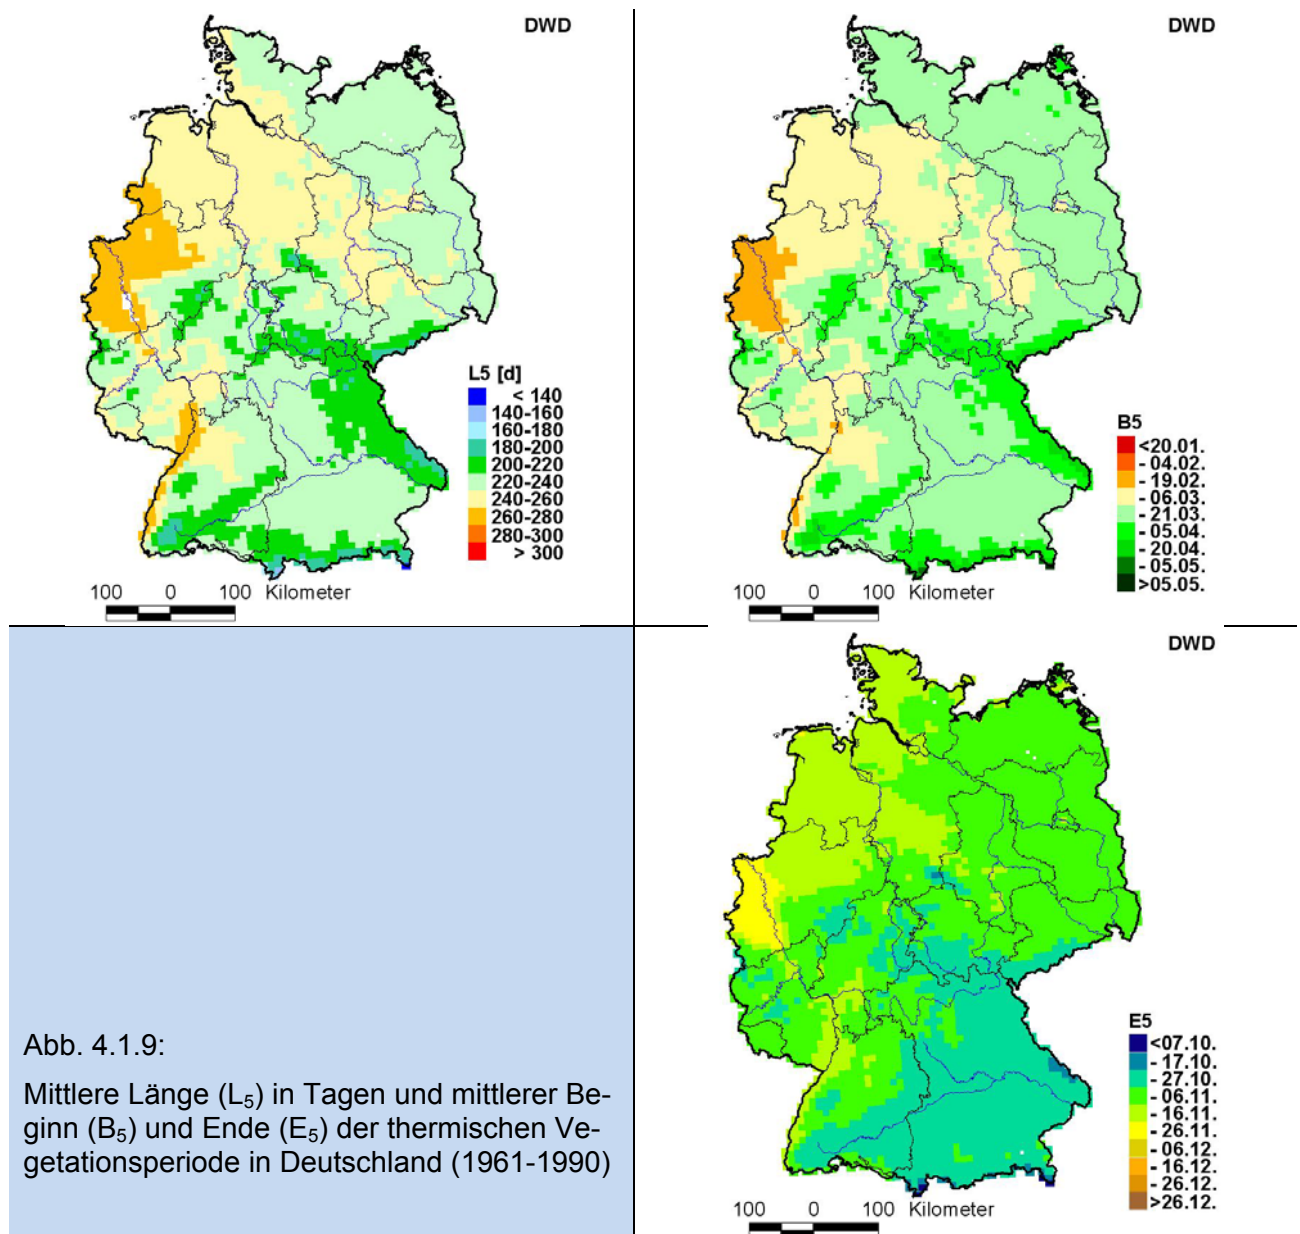 DWD
L5 [d]
< 140
140-160
160-180
180-200
200-220
220-240
240-260
260-280
280-300
> 300
100 0 100 Kilometer
DWD
B5
<20.01.
- 04.02.
- 19.02.
- 06.03.
- 21.03.
- 05.04.
- 20.04.
- 05.05.
>05.05.
100 0 100 Kilometer
Abb. 4.1.9:
Mittlere Länge (L₅) in Tagen und mittlerer Be-
ginn (B₅) und Ende (E₅) der thermischen Ve-
getationsperiode in Deutschland (1961-1990)
DWD
E5
<07.10.
- 17.10.
- 27.10.
- 06.11.
- 16.11.
- 26.11.
- 06.12.
- 16.12.
- 26.12.
>26.12.
100 0 100 Kilometer